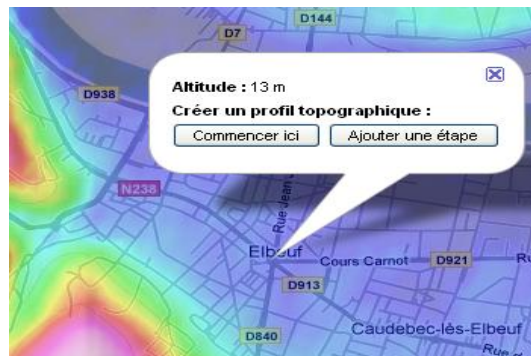 D144
D7
D938
Altitude : 13 m
Créer un profil topographique :
Commencer ici Ajouter une étape
N238
Rue Jean
Elbeuf
Cours Carnot D921 Ru
D913
D840 Caudebec-lès-Elbeuf
Rue